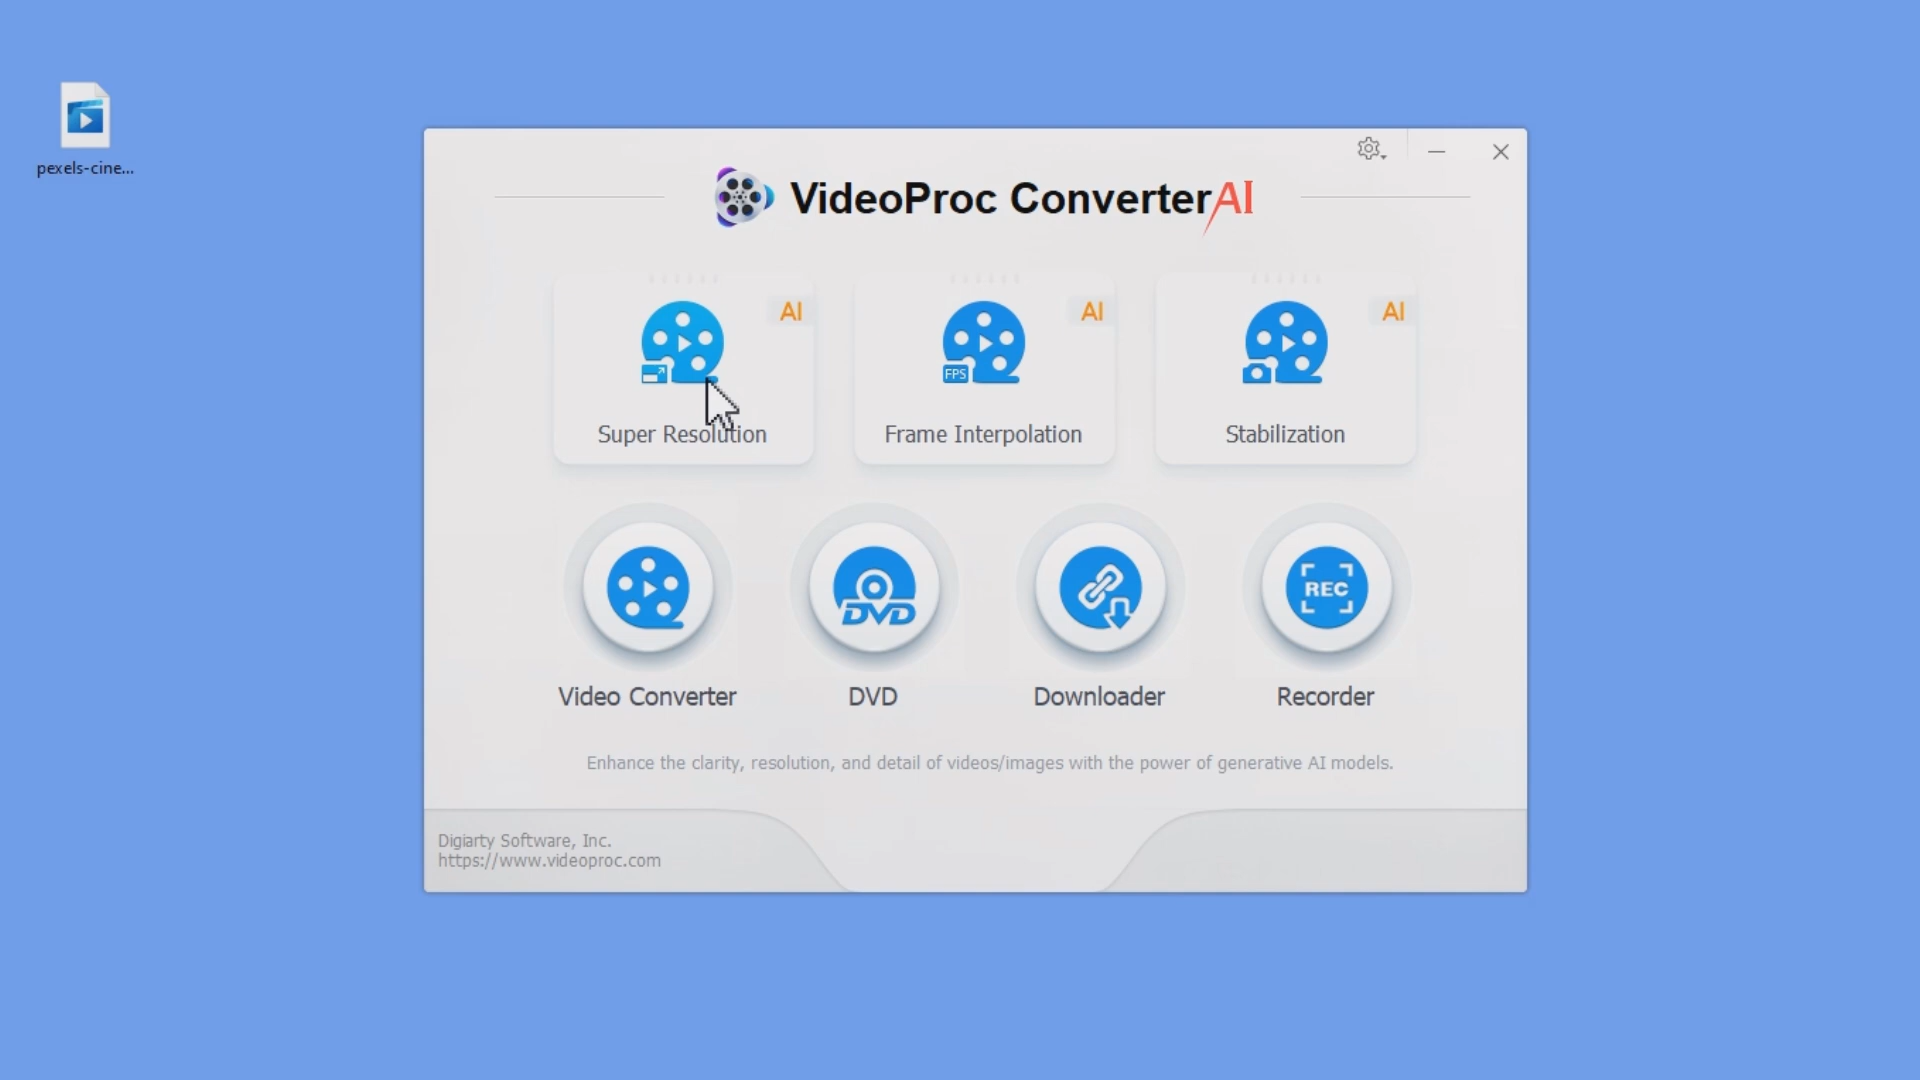 pexels-cine...
VideoProc Converter AI
AI
AI
AI
FPS
Super Resolution
Frame Interpolation
Stabilization
DVD
REC
Video Converter
DVD
Downloader
Recorder
Enhance the clarity, resolution, and detail of videos/images with the power of generative AI models.
Digiarty Software, Inc.
https://www.videoproc.com